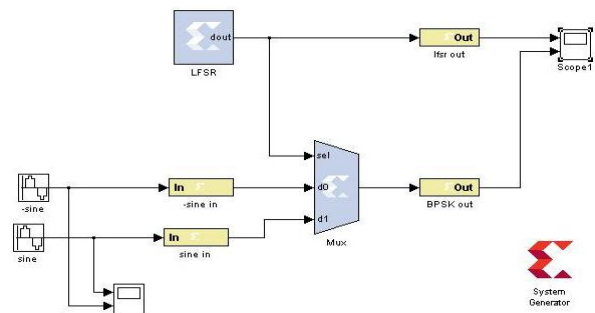 dout
LFSR
Out
lfsr out
Scope1
sel
d0
d1
Mux
-sine
In
-sine in
Out
BPSK out
sine
In
sine in
System
Generator